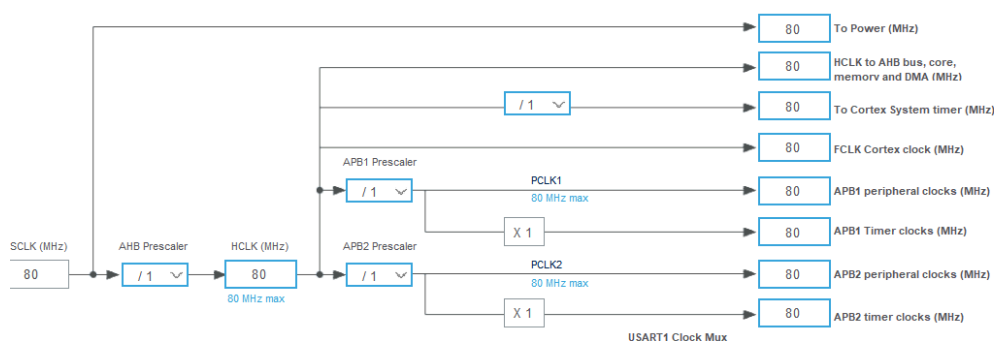 80 To Power (MHz)
80 HCLK to AHB bus, core,
memory and DMA (MHz)
/ 1 80 To Cortex System timer (MHz)
80 FCLK Cortex clock (MHz)
APB1 Prescaler
/ 1 PCLK1 80 APB1 peripheral clocks (MHz)
80 MHz max
X 1 80 APB1 Timer clocks (MHz)
SCLK (MHz) AHB Prescaler HCLK (MHz) APB2 Prescaler
80 / 1 80 / 1 PCLK2 80 APB2 peripheral clocks (MHz)
80 MHz max 80 MHz max
X 1 80 APB2 timer clocks (MHz)
USART1 Clock Mux